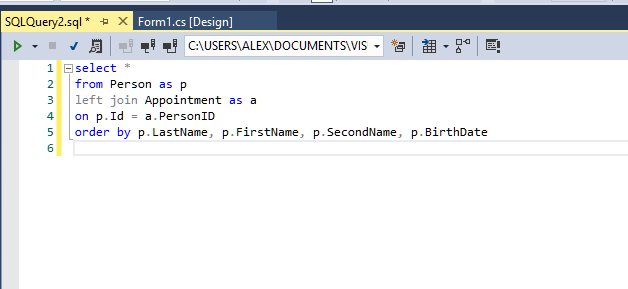 SQLQuery2.sql * Form1.cs [Design]
C:\USERS\ALEX\DOCUMENTS\VIS
1 select *
2 from Person as p
3 left join Appointment as a
4 on p.Id = a.PersonID
5 order by p.LastName, p.FirstName, p.SecondName, p.BirthDate
6